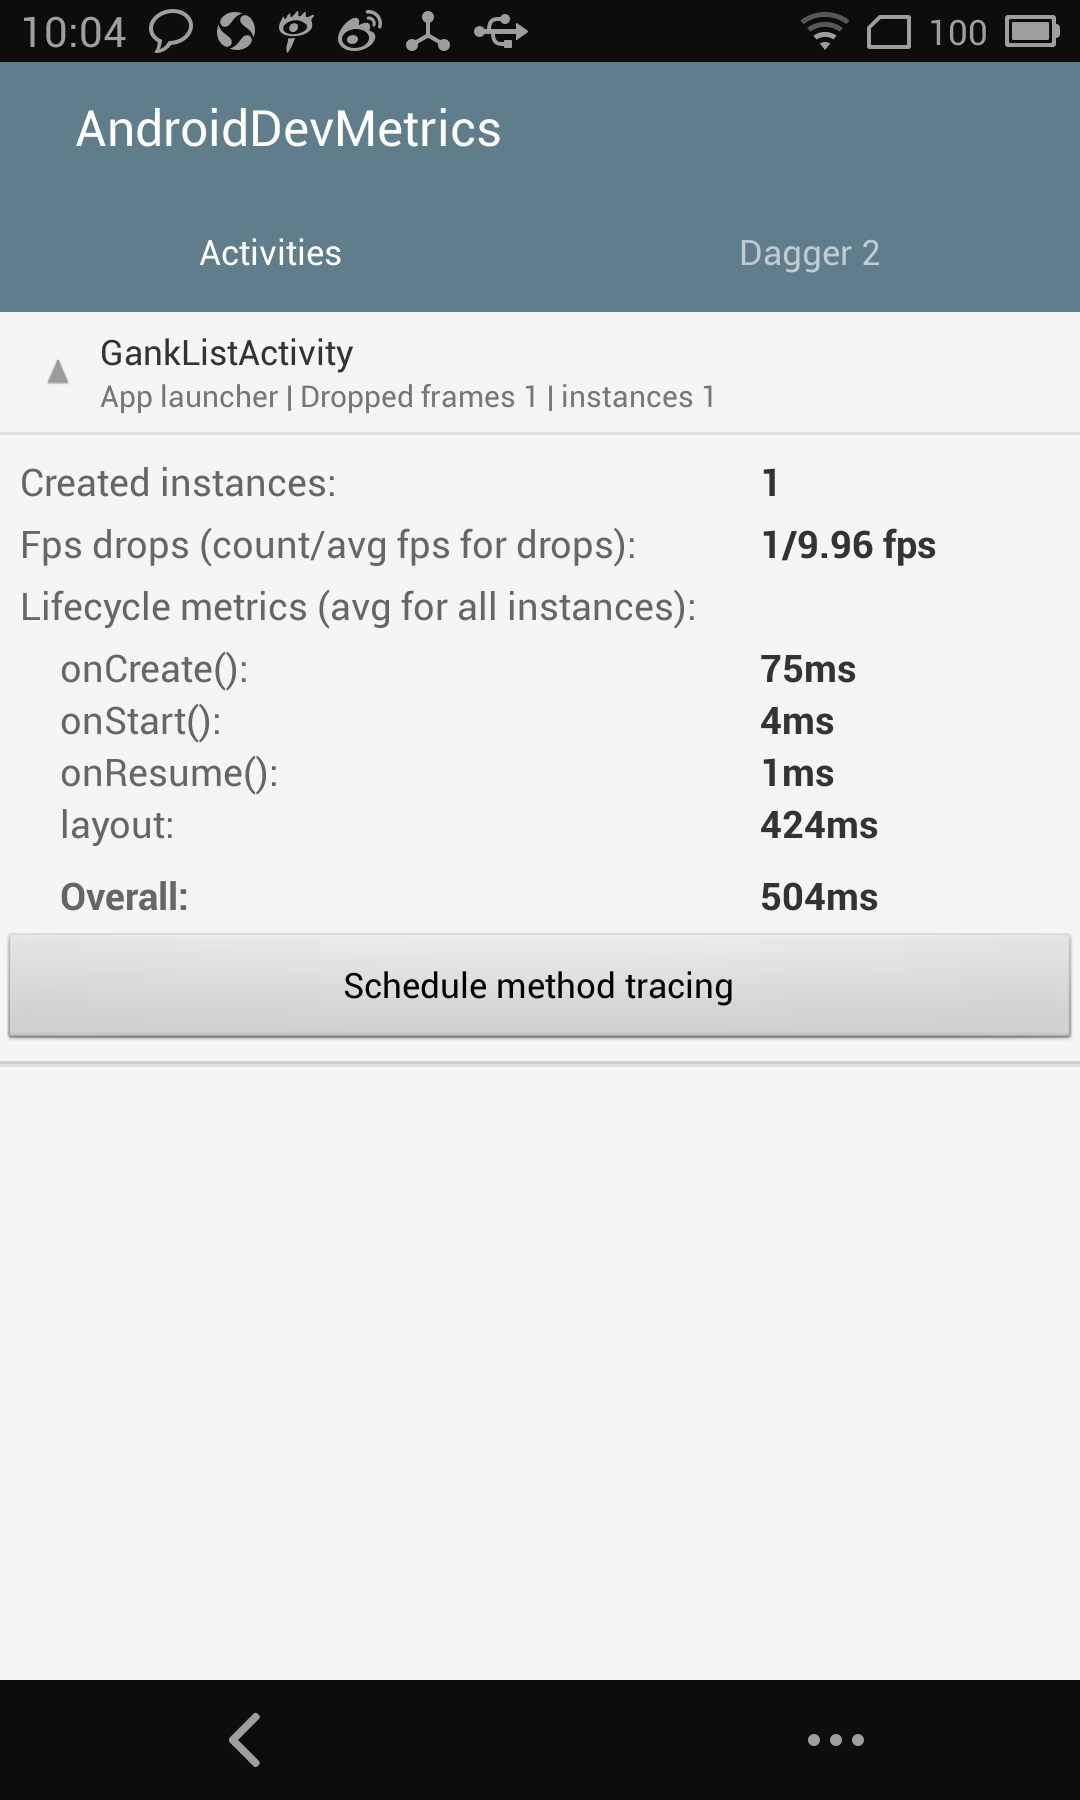 10:04 100
AndroidDevMetrics
Activities Dagger 2
GankListActivity
App launcher | Dropped frames 1 | instances 1
Created instances: 1
Fps drops (count/avg fps for drops): 1/9.96 fps
Lifecycle metrics (avg for all instances):
onCreate(): 75ms
onStart(): 4ms
onResume(): 1ms
layout: 424ms
Overall: 504ms
Schedule method tracing